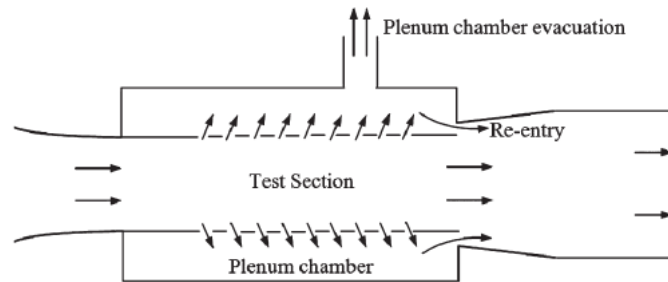 Plenum chamber evacuation
Re-entry
Test Section
Plenum chamber